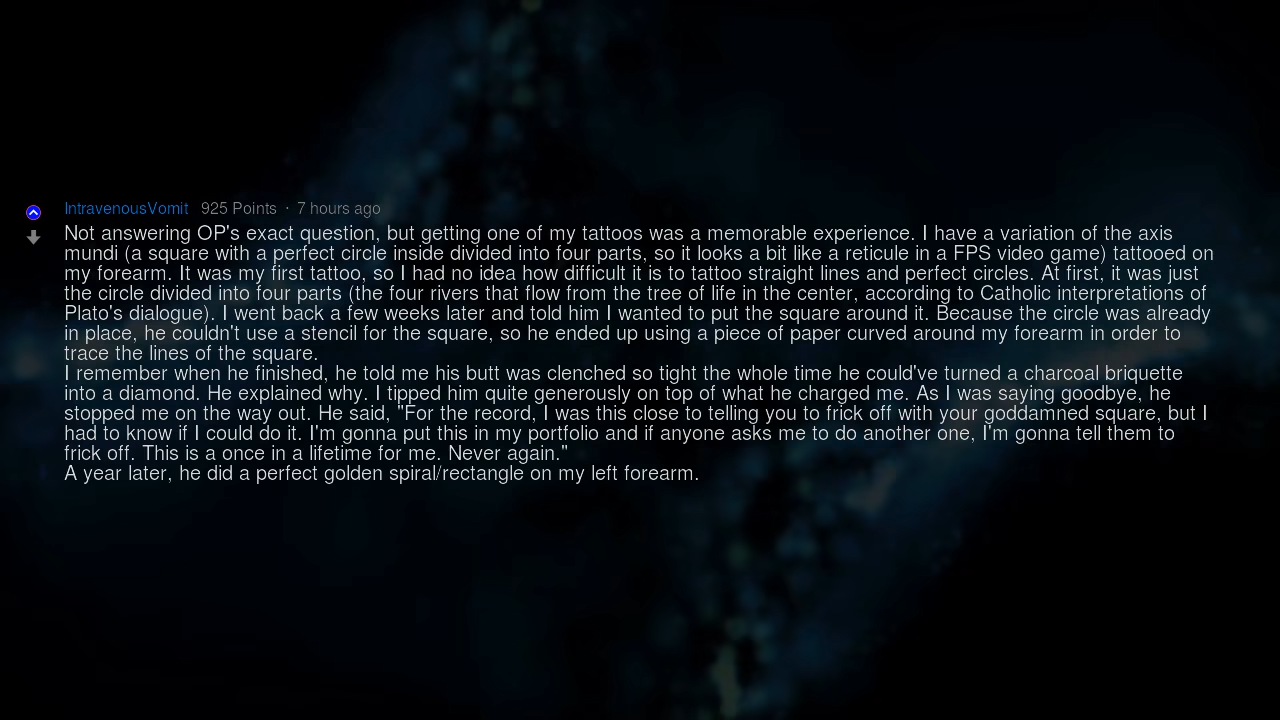 IntravenousVomit 925 Points · 7 hours ago
Not answering OP's exact question, but getting one of my tattoos was a memorable experience. I have a variation of the axis
mundi (a square with a perfect circle inside divided into four parts, so it looks a bit like a reticule in a FPS video game) tattooed on
my forearm. It was my first tattoo, so I had no idea how difficult it is to tattoo straight lines and perfect circles. At first, it was just
the circle divided into four parts (the four rivers that flow from the tree of life in the center, according to Catholic interpretations of
Plato's dialogue). I went back a few weeks later and told him I wanted to put the square around it. Because the circle was already
in place, he couldn't use a stencil for the square, so he ended up using a piece of paper curved around my forearm in order to
trace the lines of the square.
I remember when he finished, he told me his butt was clenched so tight the whole time he could've turned a charcoal briquette
into a diamond. He explained why. I tipped him quite generously on top of what he charged me. As I was saying goodbye, he
stopped me on the way out. He said, "For the record, I was this close to telling you to frick off with your goddamned square, but I
had to know if I could do it. I'm gonna put this in my portfolio and if anyone asks me to do another one, I'm gonna tell them to
frick off. This is a once in a lifetime for me. Never again."
A year later, he did a perfect golden spiral/rectangle on my left forearm.